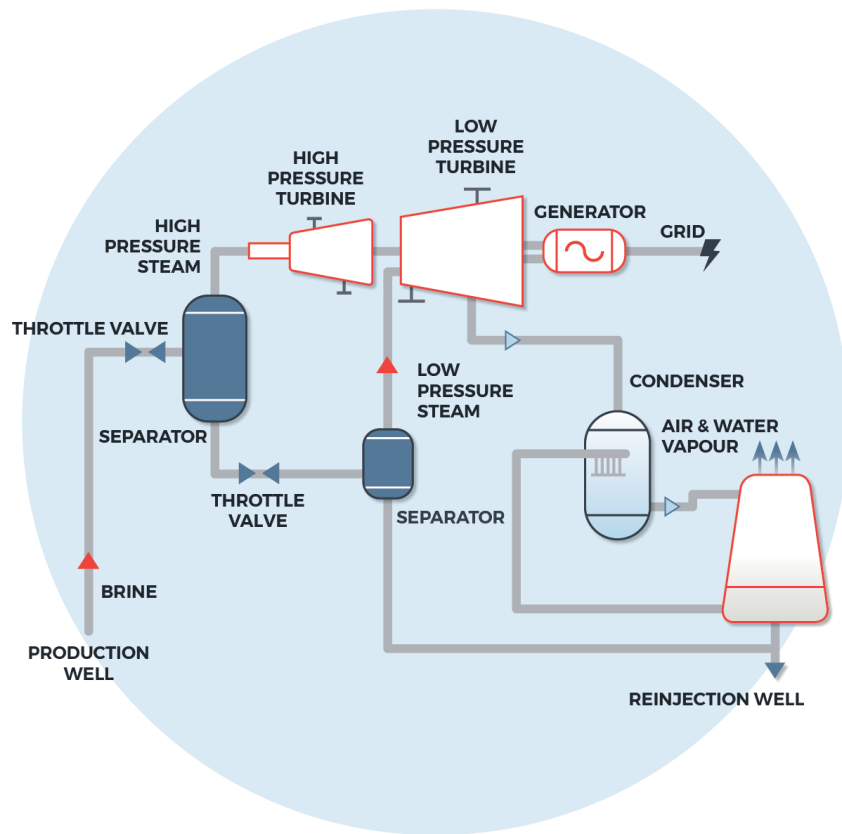 LOW
PRESSURE
TURBINE
HIGH
PRESSURE
TURBINE
GENERATOR
GRID
HIGH
PRESSURE
STEAM
THROTTLE VALVE
LOW
PRESSURE
STEAM
CONDENSER
AIR & WATER
VAPOUR
SEPARATOR
THROTTLE
VALVE
SEPARATOR
BRINE
PRODUCTION
WELL
REINJECTION WELL